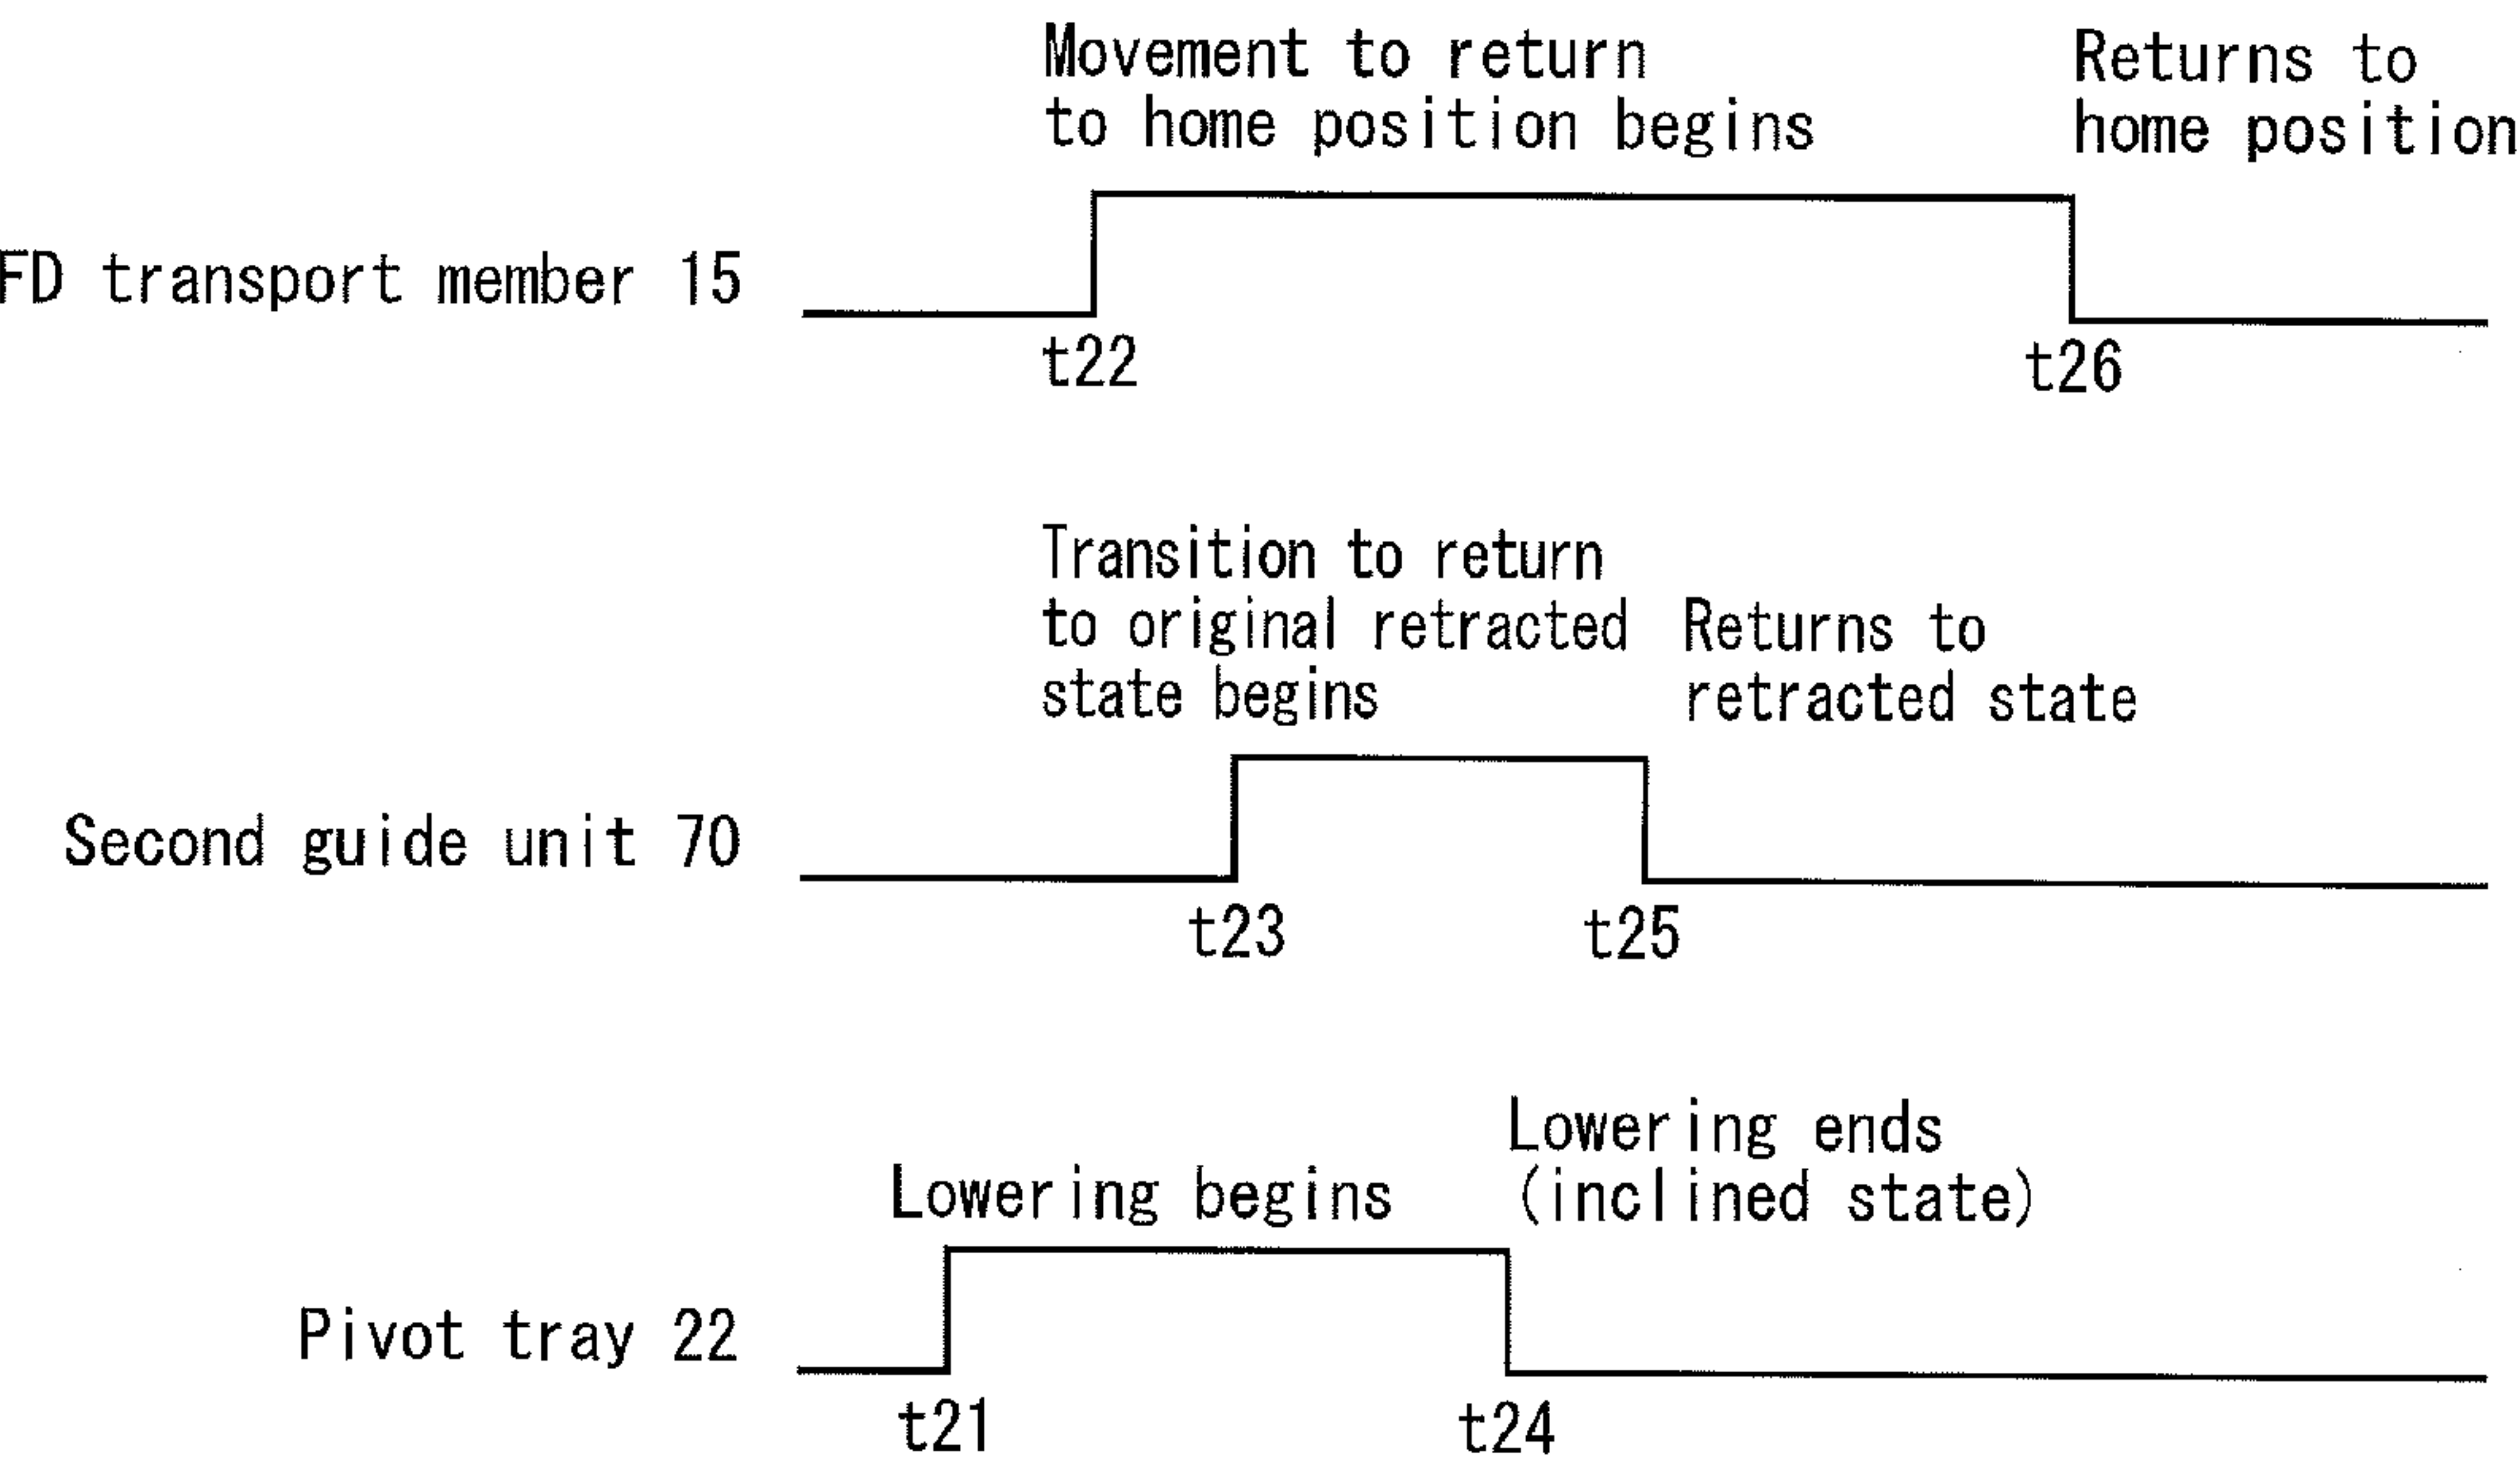 Movement to return
to home position begins
Returns to
home position
FD transport member 15
t22
t26
Transition to return
to original retracted
state begins
Returns to
retracted state
Second guide unit 70
t23
t25
Lowering begins
Lowering ends
(inclined state)
Pivot tray 22
t21
t24